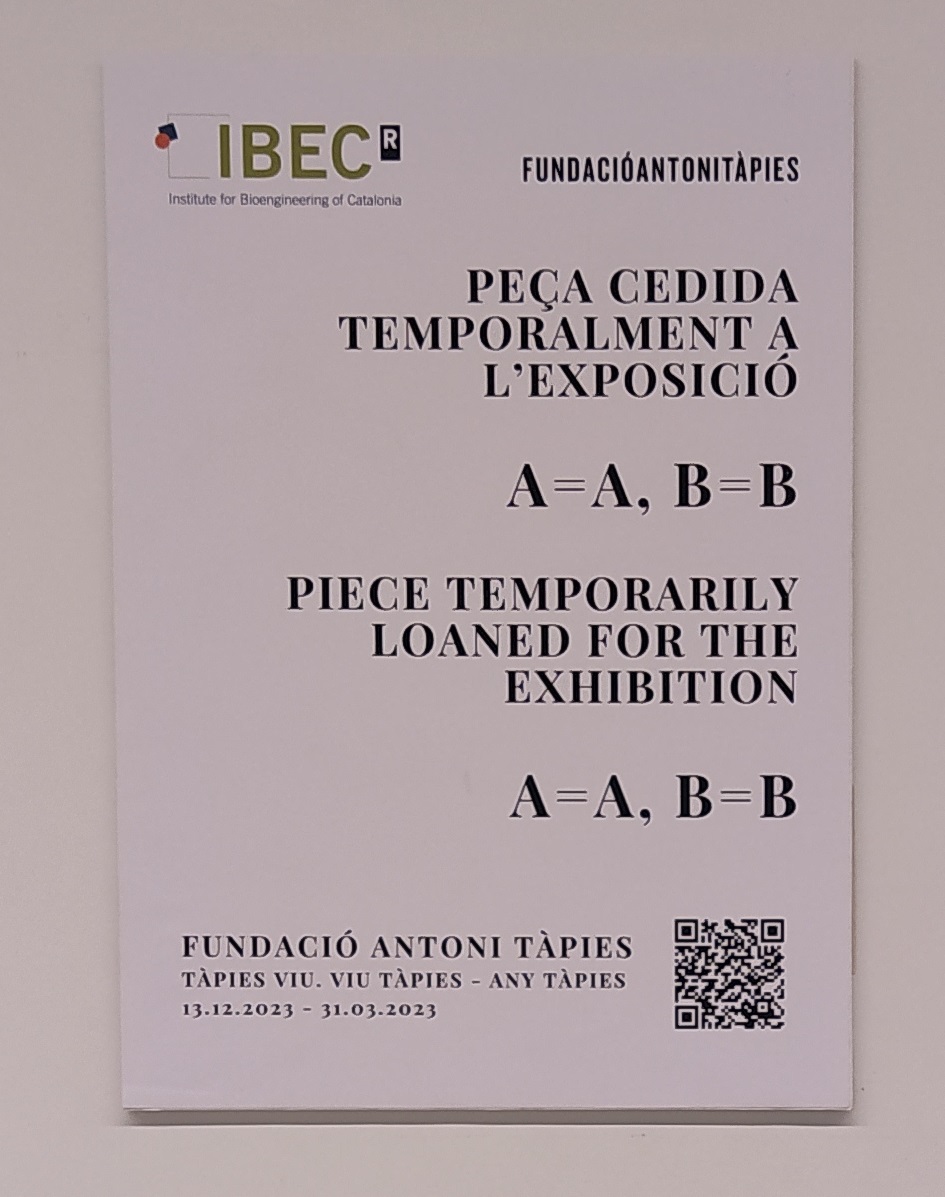 IBEC R
Institute for Bioengineering of Catalonia
FUNDACIÓANTONITÀPIES
PEÇA CEDIDA
TEMPORALMENT A
L’EXPOSICIÓ
A=A, B=B
PIECE TEMPORARILY
LOANED FOR THE
EXHIBITION
A=A, B=B
FUNDACIÓ ANTONI TÀPIES
TÀPIES VIU. VIU TÀPIES - ANY TÀPIES
13.12.2023 - 31.03.2023